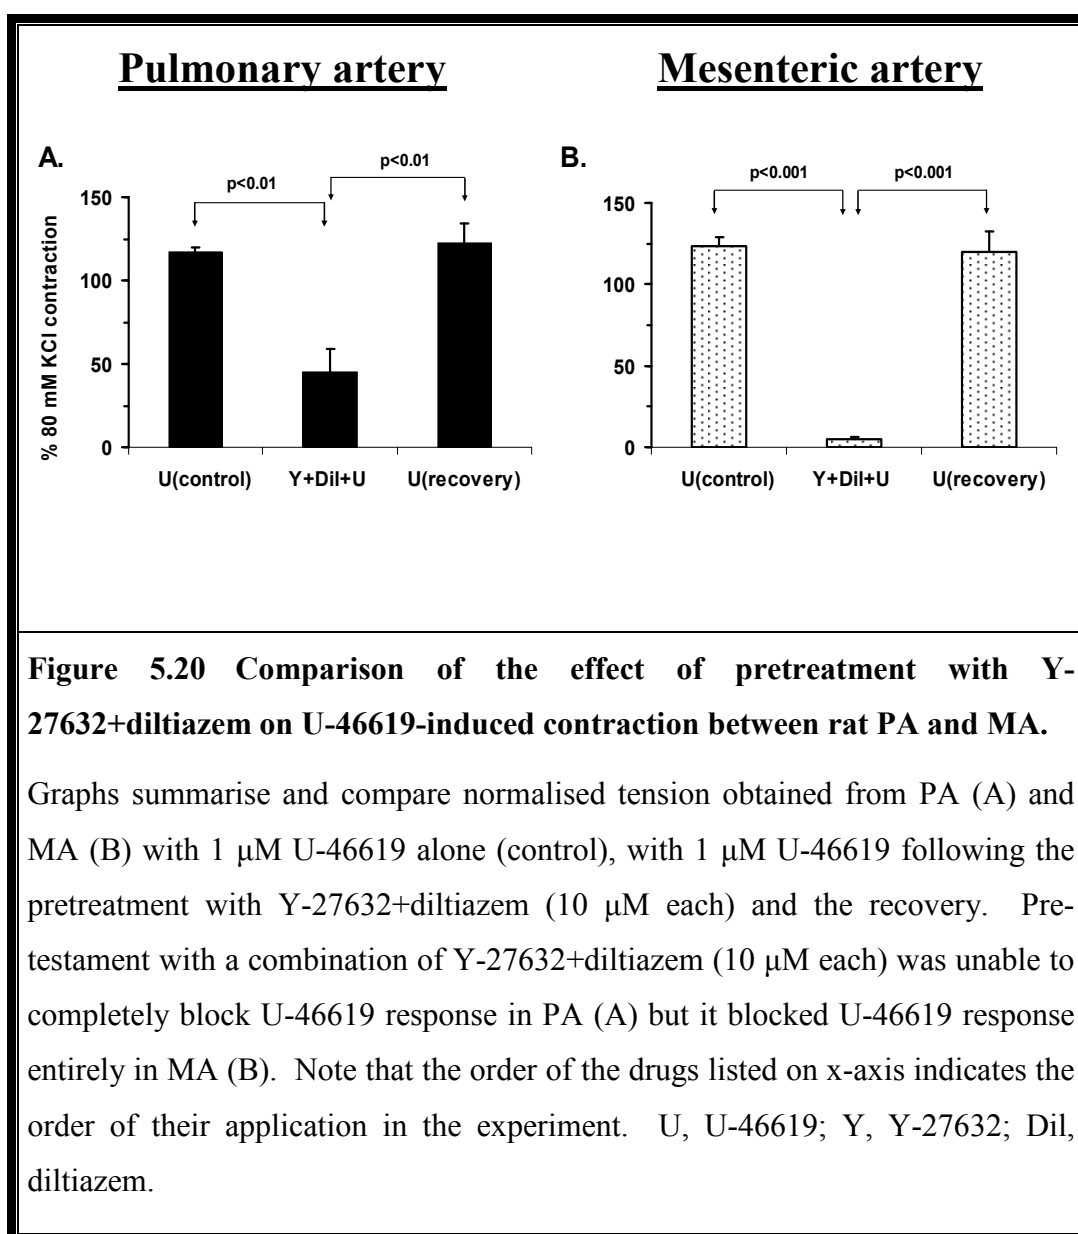 Pulmonary artery
Mesenteric artery
A.
p<0.01
p<0.01
% 80 mM KCl contraction
150
100
50
0
U(control)
Y+Dil+U
U(recovery)
B.
p<0.001
p<0.001
150
100
50
0
U(control)
Y+Dil+U
U(recovery)
Figure 5.20 Comparison of the effect of pretreatment with Y-
27632+diltiazem on U-46619-induced contraction between rat PA and MA.
Graphs summarise and compare normalised tension obtained from PA (A) and
MA (B) with 1 μM U-46619 alone (control), with 1 μM U-46619 following the
pretreatment with Y-27632+diltiazem (10 μM each) and the recovery. Pre-
testament with a combination of Y-27632+diltiazem (10 μM each) was unable to
completely block U-46619 response in PA (A) but it blocked U-46619 response
entirely in MA (B). Note that the order of the drugs listed on x-axis indicates the
order of their application in the experiment. U, U-46619; Y, Y-27632; Dil,
diltiazem.